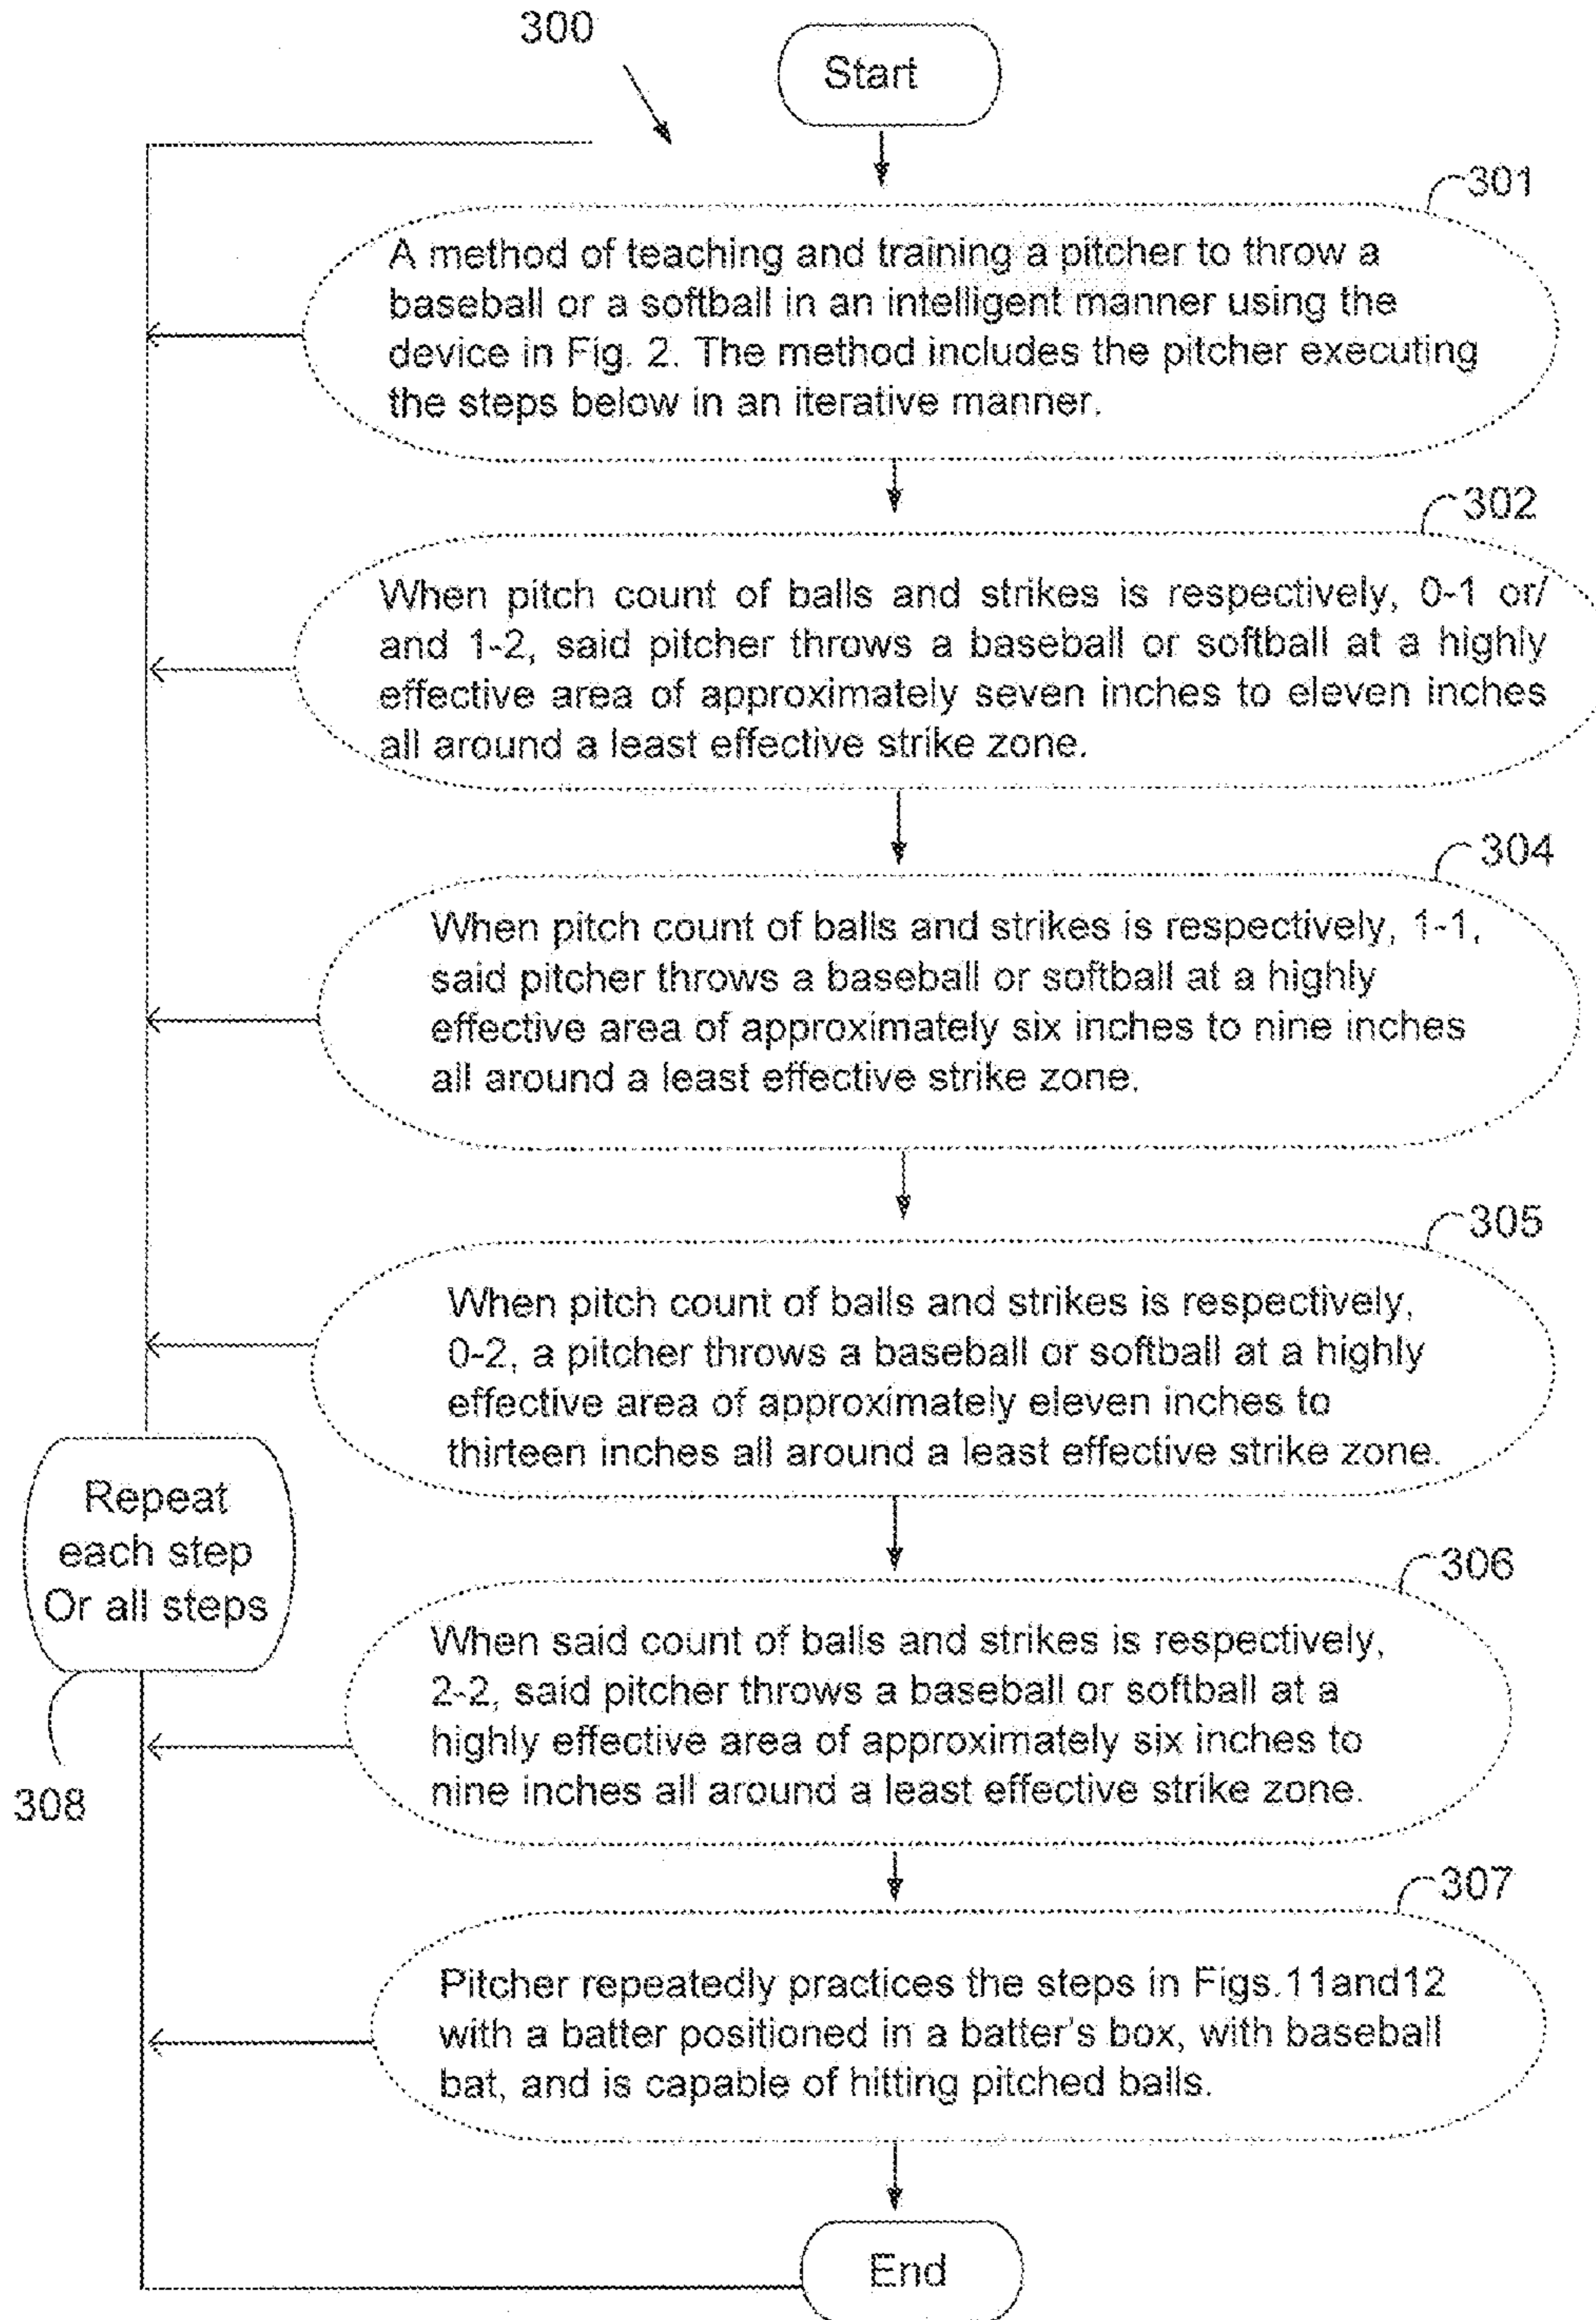 300
Start
301
A method of teaching and training a pitcher to throw a
baseball or a softball in an intelligent manner using the
device in Fig. 2. The method includes the pitcher executing
the steps below in an iterative manner.
302
When pitch count of balls and strikes is respectively, 0-1 or/
and 1-2, said pitcher throws a baseball or softball at a highly
effective area of approximately seven inches to eleven inches
all around a least effective strike zone.
304
When pitch count of balls and strikes is respectively, 1-1,
said pitcher throws a baseball or softball at a highly
effective area of approximately six inches to nine inches
all around a least effective strike zone.
305
When pitch count of balls and strikes is respectively,
0-2, a pitcher throws a baseball or softball at a highly
effective area of approximately eleven inches to
thirteen inches all around a least effective strike zone.
Repeat
each step
Or all steps
308
306
When said count of balls and strikes is respectively,
2-2, said pitcher throws a baseball or softball at a
highly effective area of approximately six inches to
nine inches all around a least effective strike zone.
307
Pitcher repeatedly practices the steps in Figs.11and12
with a batter positioned in a batter's box, with baseball
bat, and is capable of hitting pitched balls.
End